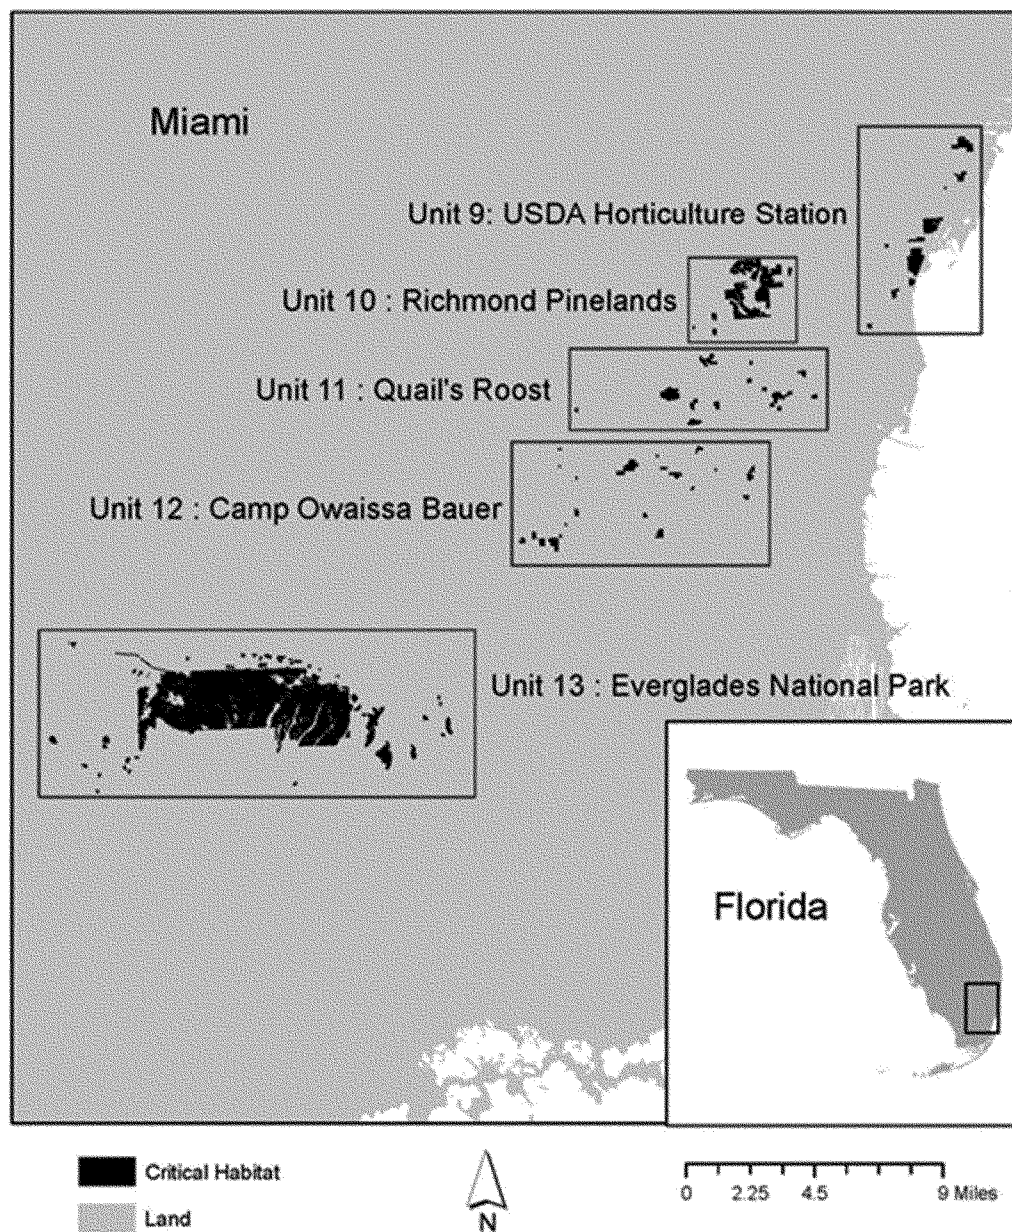 Miami
Unit 9: USDA Horticulture Station
Unit 10 : Richmond Pinelands
Unit 11 : Quail's Roost
Unit 12 : Camp Owaissa Bauer
Unit 13 : Everglades National Park
Florida
Critical Habitat
Land
N
0 2.25 4.5 9 Miles